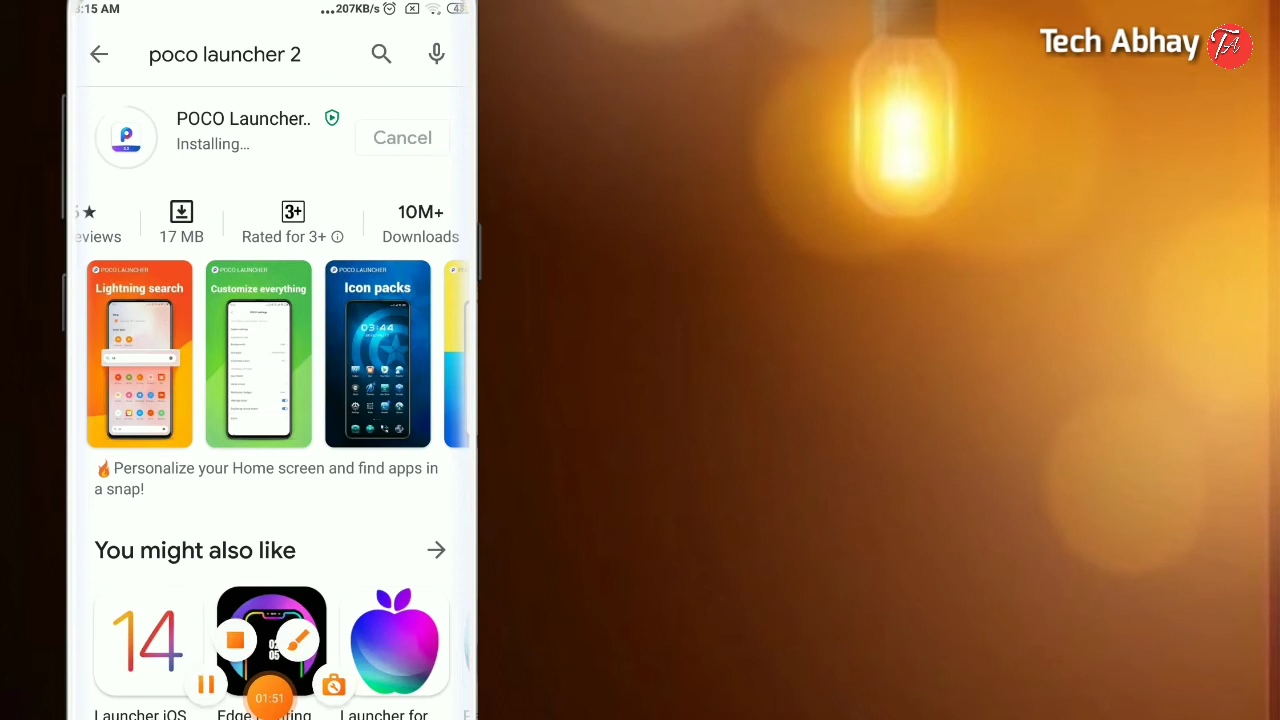 :15 AM
...207KB/s
poco launcher 2
POCO Launcher..
Installing...
Cancel
17 MB
Rated for 3+
3+
10M+
Downloads
eviews
POCO LAUNCHER
Lightning search
POCO LAUNCHER
Customize everything
POCO LAUNCHER
Icon packs
03:44
🔥Personalize your Home screen and find apps in
a snap!
You might also like
14
01:51
Launcher iOS
Launcher for
Tech Abhay
TA